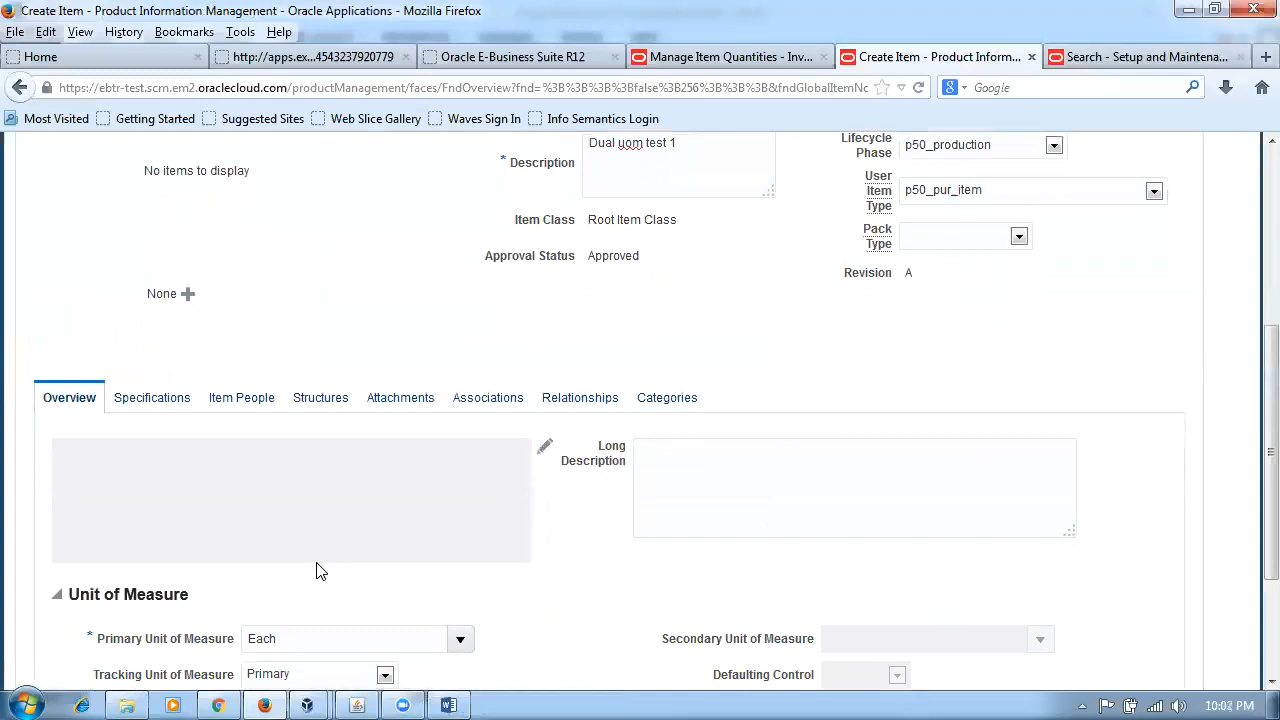 Create Item - Product Information Management - Oracle Applications - Mozilla Firefox
File Edit View History Bookmarks Tools Help
Home
http://apps.ex...4543237920779
Oracle E-Business Suite R12
Manage Item Quantities - Inv...
Create Item - Product Inform...
Search - Setup and Maintena...
https://ebtr-test.scm.em2.oraclecloud.com/productManagement/faces/FndOverview?fnd=%3B%3B%3B%3Bfalse%3B256%3B%3B%3B&fndGlobalItemNo
Google
Most Visited Getting Started Suggested Sites Web Slice Gallery Waves Sign In Info Semantics Licensing
No items to display
None
* Description Dual uom test 1
Item Class Root Item Class
Approval Status Approved
Lifecycle Phase p50_production
User Item Type p50_pur_item
Pack Type
Revision A
Overview Specifications Item People Structures Attachments Associations Relationships Categories
Long Description
Unit of Measure
* Primary Unit of Measure Each
Secondary Unit of Measure
Tracking Unit of Measure Primary
Defaulting Control
10:02 PM